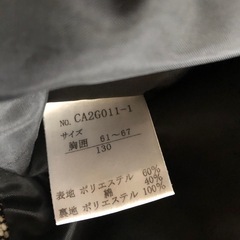 NO. CA2G011-1
サイズ
胸囲 61～67
130
表地 ポリエステル 60%
綿 40%
裏地 ポリエステル 100%